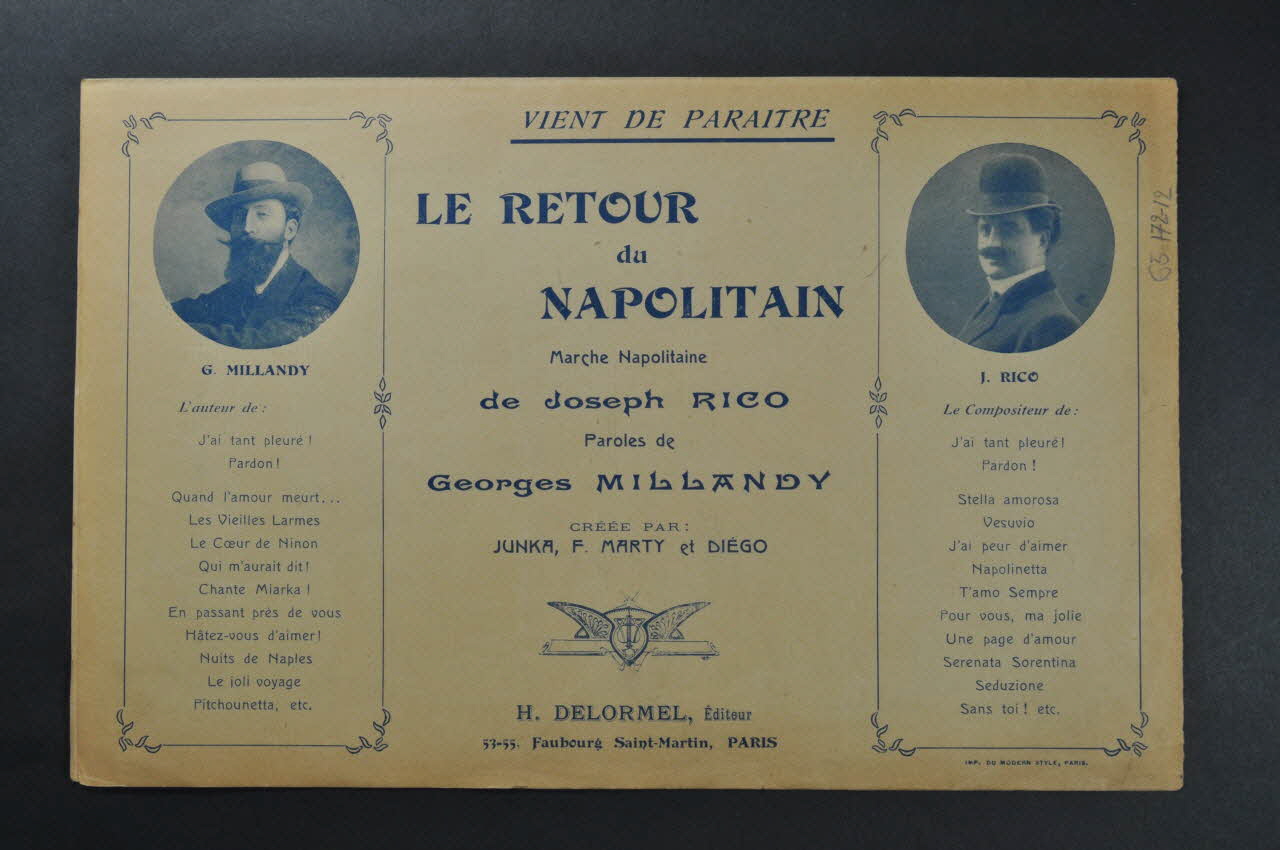 VIENT DE PARAITRE
LE RETOUR
du
NAPOLITAIN
Marche Napolitaine
de Joseph RICO
Paroles de
Georges MILLANDY
CRÉÉE PAR :
JUNKA, F. MARTY et DIÉGO
H. DELORMEL, Éditeur
53-55, Faubourg Saint-Martin, PARIS
G. MILLANDY
L'auteur de :
J'ai tant pleuré !
Pardon !
Quand l'amour meurt...
Les Vieilles Larmes
Le Cœur de Ninon
Qui m'aurait dit !
Chante Miarka !
En passant près de vous
Hâtez-vous d'aimer !
Nuits de Naples
Le joli voyage
Pitchounetta, etc.
J. RICO
Le Compositeur de :
J'ai tant pleuré !
Pardon !
Stella amorosa
Vesuvio
J'ai peur d'aimer
Napolinetta
T'amo Sempre
Pour vous, ma jolie
Une page d'amour
Serenata Sorentina
Seduzione
Sans toi ! etc.
IMP. DU MODERN STYLE, PARIS.